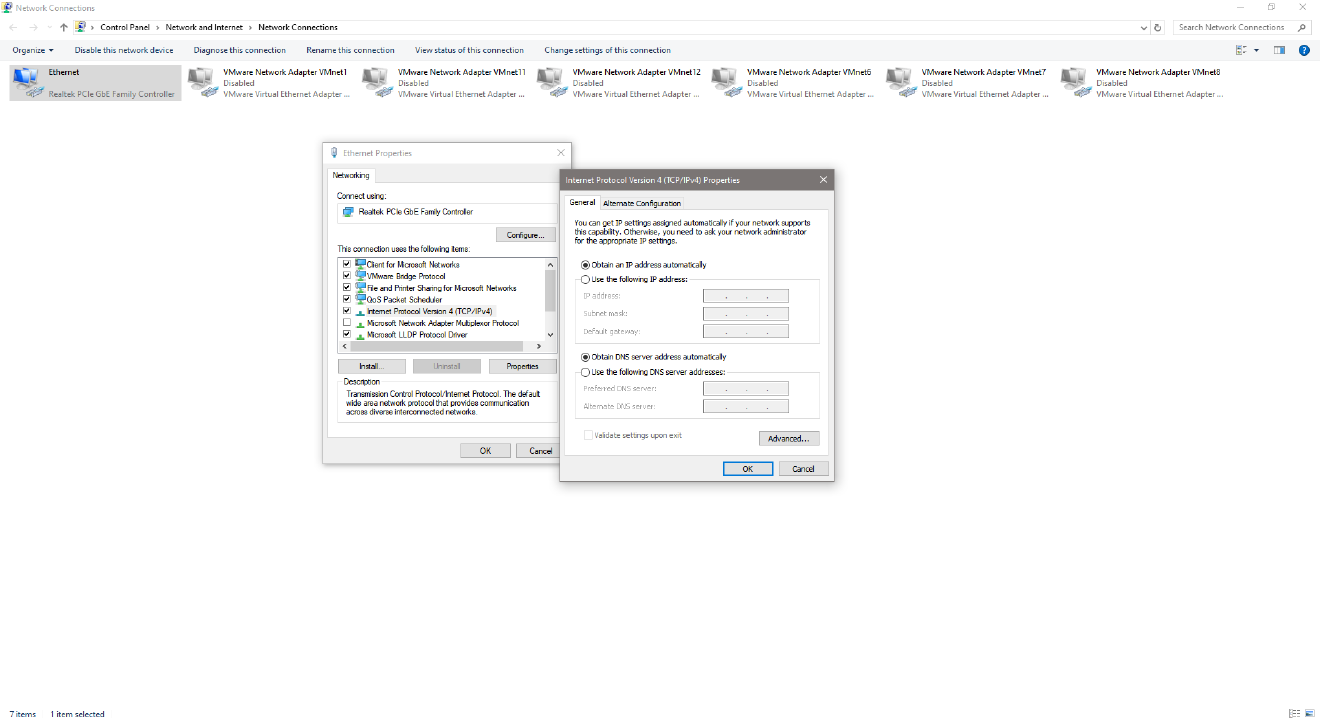 Network Connections
Control Panel › Network and Internet › Network Connections
Search Network Connections
Organize Disable this network device Diagnose this connection Rename this connection View status of this connection Change settings of this connection
Ethernet
Realtek PCIe GbE Family Controller
VMware Network Adapter VMnet1
Disabled
VMware Virtual Ethernet Adapter ...
VMware Network Adapter VMnet11
Disabled
VMware Virtual Ethernet Adapter ...
VMware Network Adapter VMnet12
Disabled
VMware Virtual Ethernet Adapter ...
VMware Network Adapter VMnet6
Disabled
VMware Virtual Ethernet Adapter ...
VMware Network Adapter VMnet7
Disabled
VMware Virtual Ethernet Adapter ...
VMware Network Adapter VMnet8
Disabled
VMware Virtual Ethernet Adapter ...
Ethernet Properties
Networking
Connect using:
Realtek PCIe GbE Family Controller
Configure...
This connection uses the following items:
Client for Microsoft Networks
VMware Bridge Protocol
File and Printer Sharing for Microsoft Networks
QoS Packet Scheduler
Internet Protocol Version 4 (TCP/IPv4)
Microsoft Network Adapter Multiplexor Protocol
Microsoft LLDP Protocol Driver
Install... Uninstall Properties
Description
Transmission Control Protocol/Internet Protocol. The default
wide area network protocol that provides communication
across diverse interconnected networks.
OK Cancel
Internet Protocol Version 4 (TCP/IPv4) Properties
General Alternate Configuration
You can get IP settings assigned automatically if your network supports
this capability. Otherwise, you need to ask your network administrator
for the appropriate IP settings.
Obtain an IP address automatically
Use the following IP address:
IP address:
Subnet mask:
Default gateway:
Obtain DNS server address automatically
Use the following DNS server addresses:
Preferred DNS server:
Alternate DNS server:
Validate settings upon exit
Advanced...
OK Cancel
7 items 1 item selected